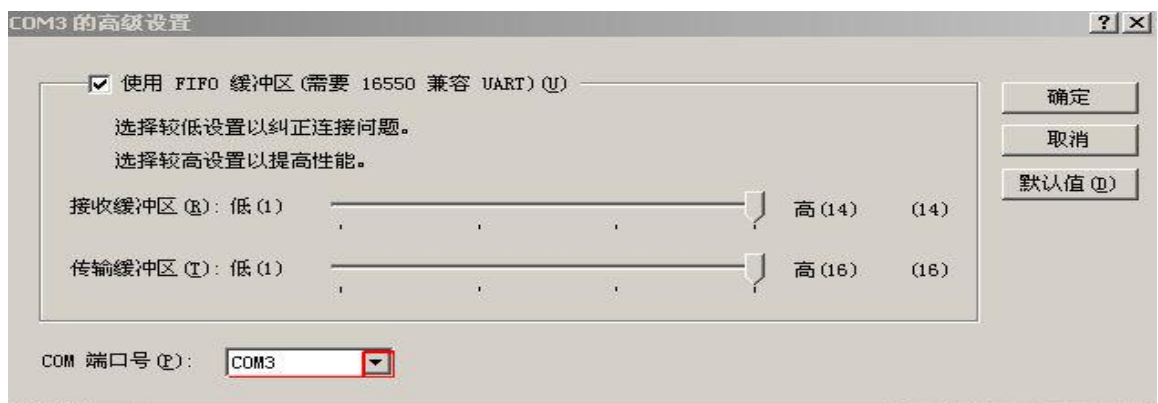 COM3 的高级设置
使用 FIFO 缓冲区(需要 16550 兼容 UART)(U)
确定
选择较低设置以纠正连接问题。
取消
选择较高设置以提高性能。
默认值(D)
接收缓冲区(R): 低(1) 高(14) (14)
传输缓冲区(T): 低(1) 高(16) (16)
COM 端口号(P): COM3